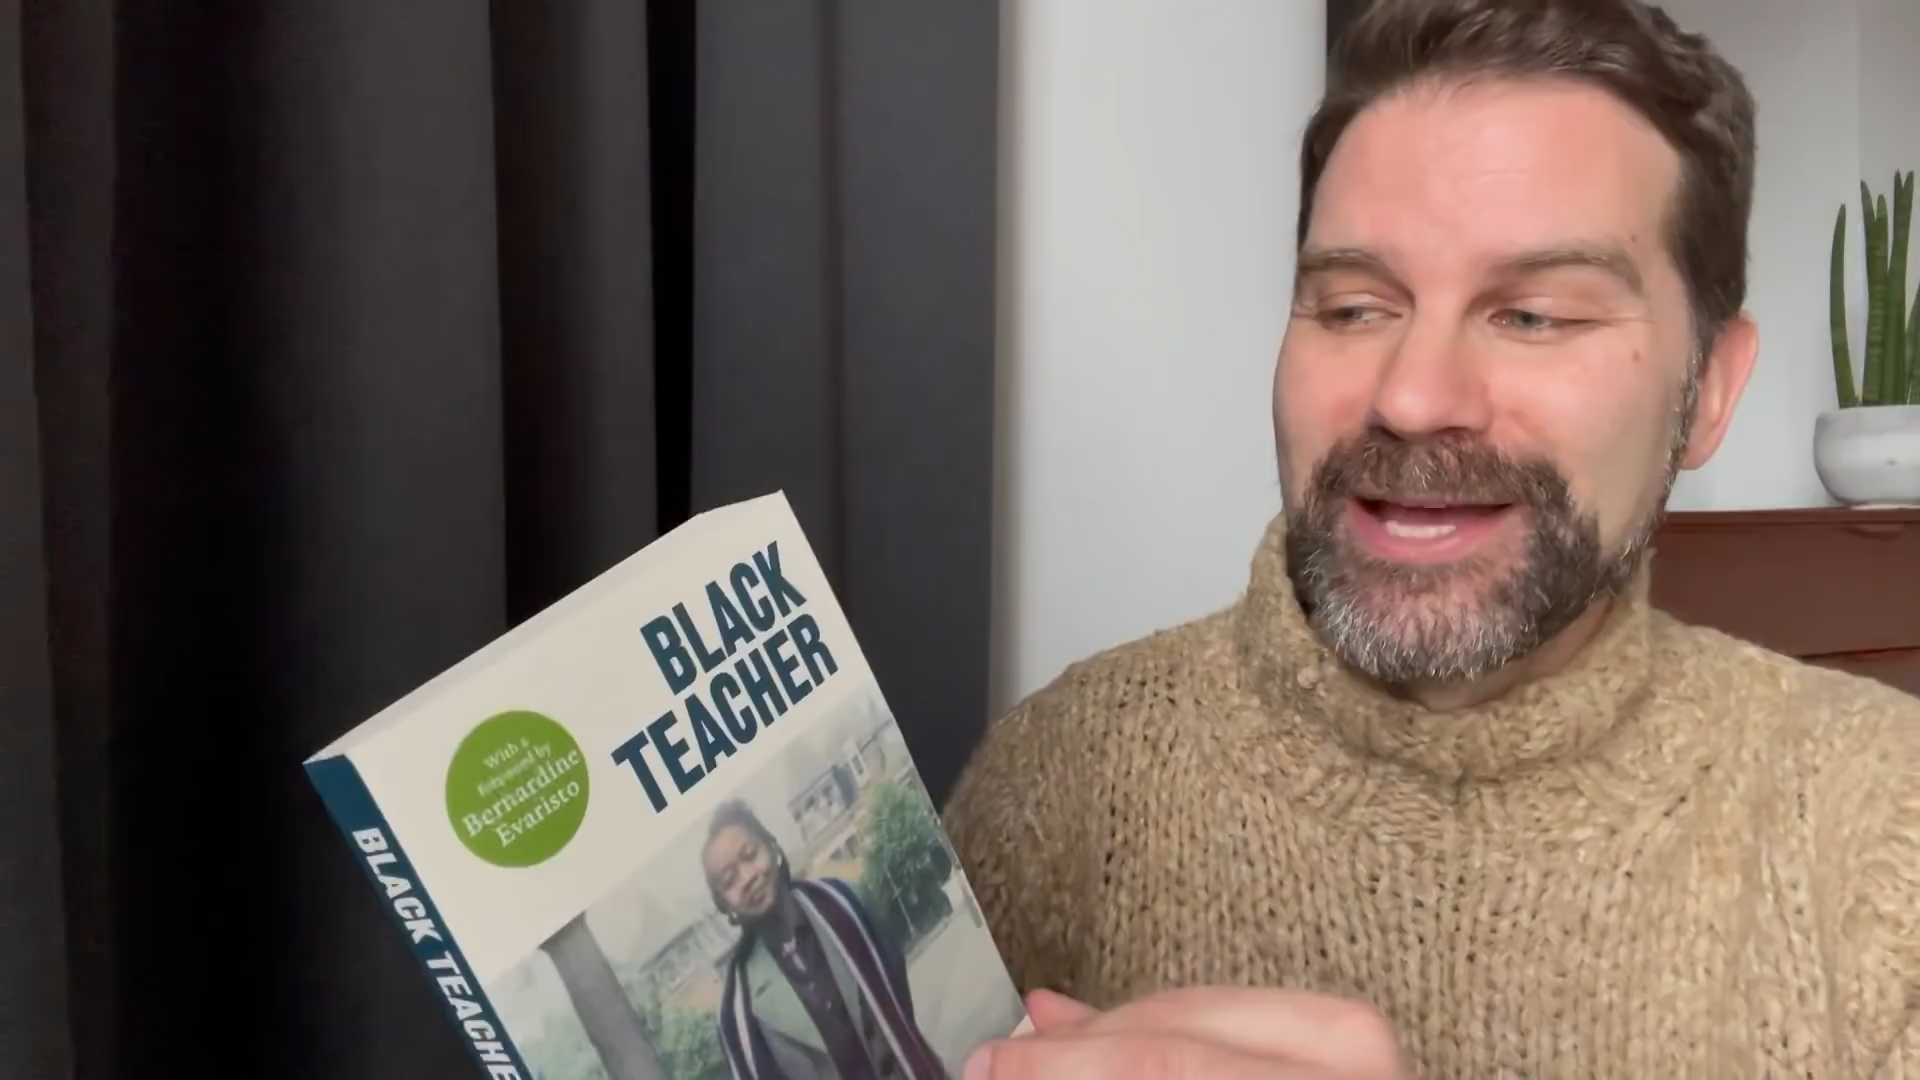 BLACK
TEACHER
With a
foreword by
Bernardine
Evaristo
BLACK TEACHE